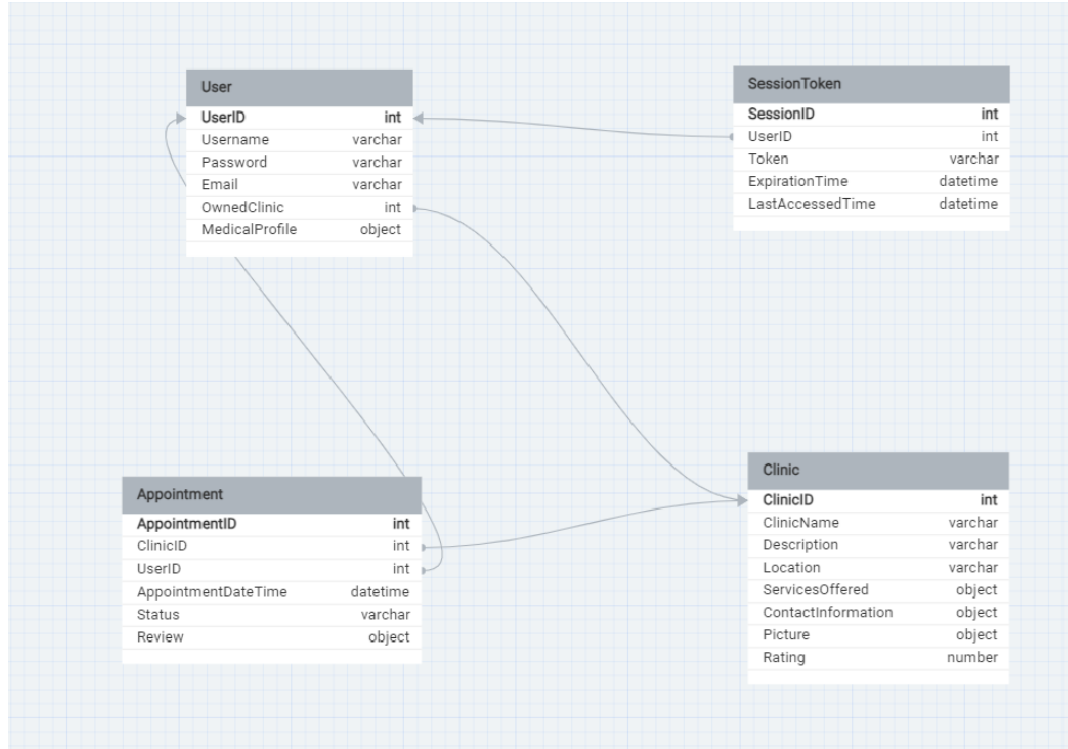 User
UserID int
Username varchar
Password varchar
Email varchar
OwnedClinic int
MedicalProfile object
SessionToken
SessionID int
UserID int
Token varchar
ExpirationTime datetime
LastAccessedTime datetime
Appointment
AppointmentID int
ClinicID int
UserID int
AppointmentDateTime datetime
Status varchar
Review object
Clinic
ClinicID int
ClinicName varchar
Description varchar
Location varchar
ServicesOffered object
ContactInformation object
Picture object
Rating number